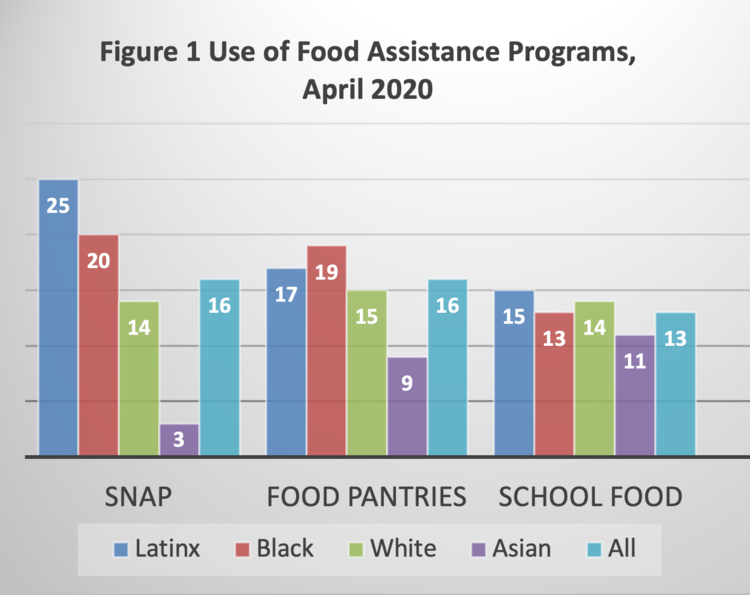 Figure 1 Use of Food Assistance Programs,
April 2020
25 20 14 3 16 17 19 15 9 16 15 13 14 11 13
SNAP FOOD PANTRIES SCHOOL FOOD
Latinx Black White Asian All